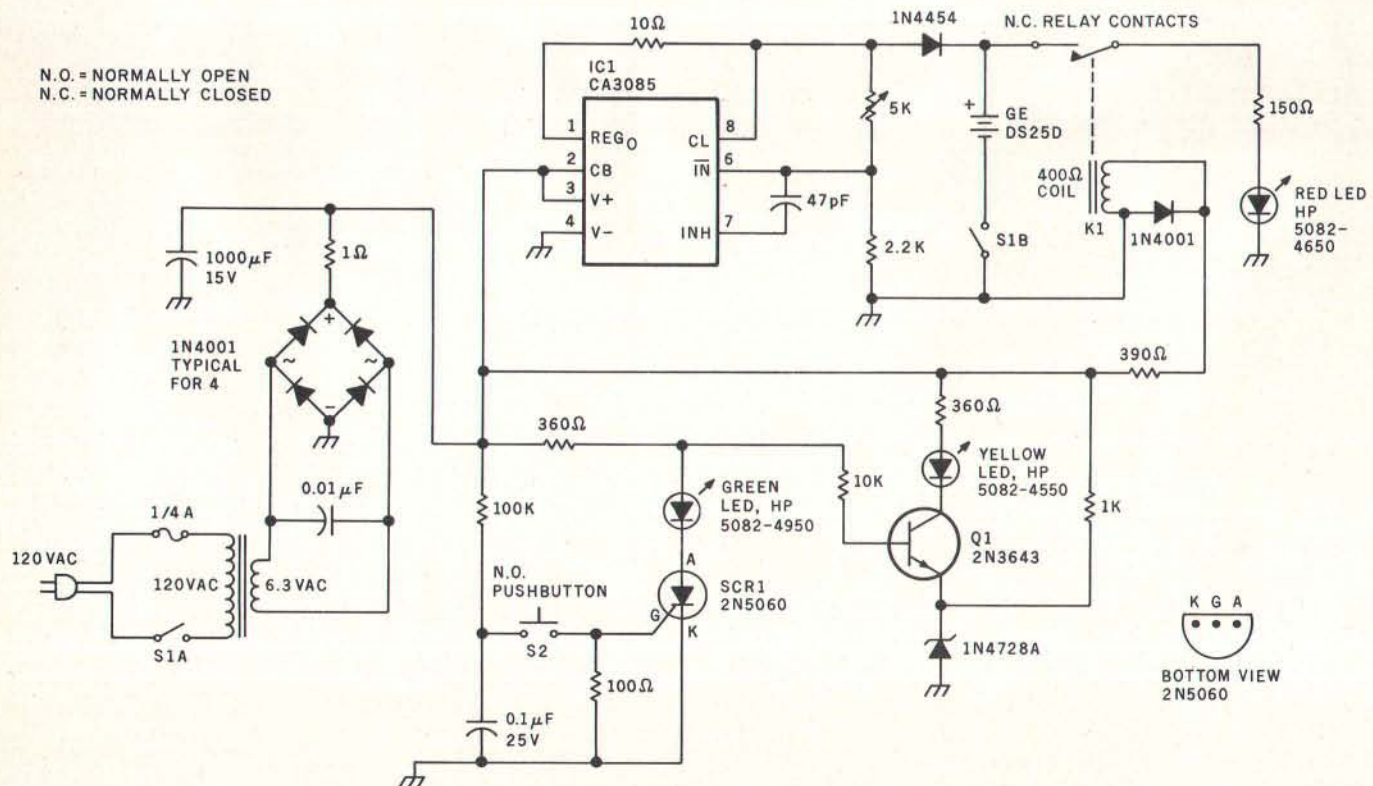 N.O. = NORMALLY OPEN
N.C. = NORMALLY CLOSED
10Ω
1N4454
N.C. RELAY CONTACTS
IC1
CA3085
1
REGO
2
CB
3
V+
4
V-
8
CL
6
IN
7
INH
5K
47pF
2.2K
+
GE
DS25D
S1B
400Ω
COIL
K1
1N4001
150Ω
RED LED
HP
5082-
4650
1000µF
15V
1Ω
+
~
~
-
1N4001
TYPICAL
FOR 4
0.01µF
1/4 A
120 VAC
120VAC
6.3 VAC
S1A
390Ω
360Ω
100K
GREEN
LED, HP
5082-4950
10K
360Ω
YELLOW
LED, HP
5082-4550
1K
Q1
2N3643
N.O.
PUSHBUTTON
S2
A
G
K
SCR1
2N5060
100Ω
0.1µF
25V
1N4728A
K G A
BOTTOM VIEW
2N5060